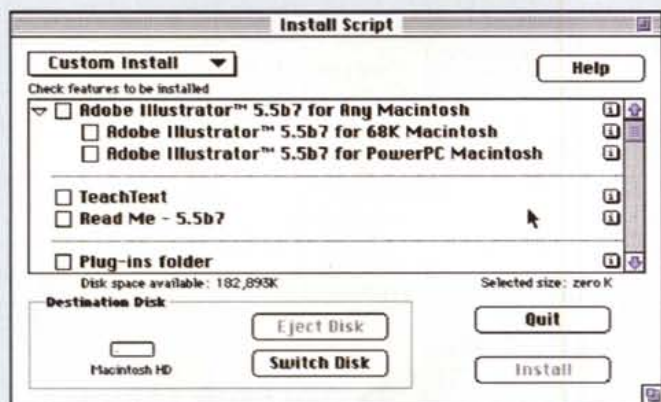 Install Script
Custom Install
Help
Check features to be installed
Adobe Illustrator™ 5.5b7 for Any Macintosh
Adobe Illustrator™ 5.5b7 for 68K Macintosh
Adobe Illustrator™ 5.5b7 for PowerPC Macintosh
TeachText
Read Me - 5.5b7
Plug-ins folder
Disk space available: 182,893K
Selected size: zero K
Destination Disk
Eject Disk
Quit
Macintosh HD
Switch Disk
Install